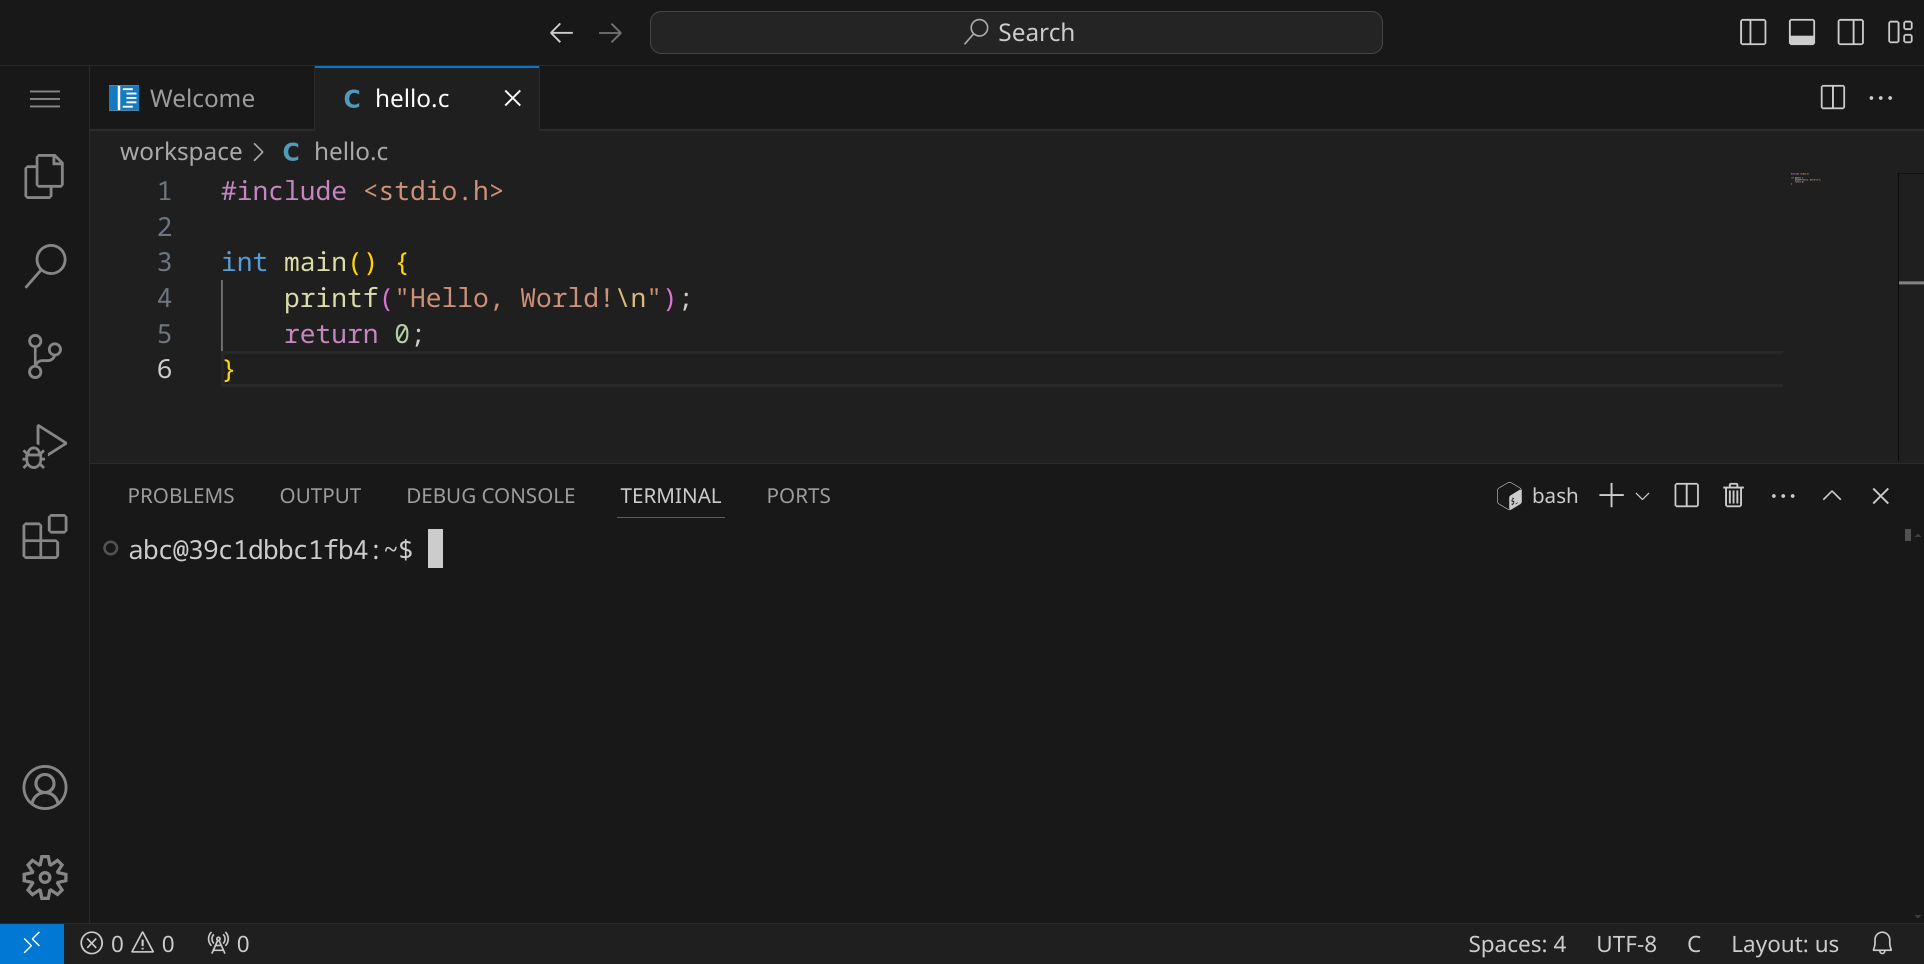 Search
Welcome
C hello.c
workspace > C hello.c
1 #include <stdio.h>
2
3 int main() {
4     printf("Hello, World!\n");
5     return 0;
6 }
PROBLEMS OUTPUT DEBUG CONSOLE TERMINAL PORTS
bash
abc@39c1dbbc1fb4:~$
0 0 0
Spaces: 4 UTF-8 C Layout: us